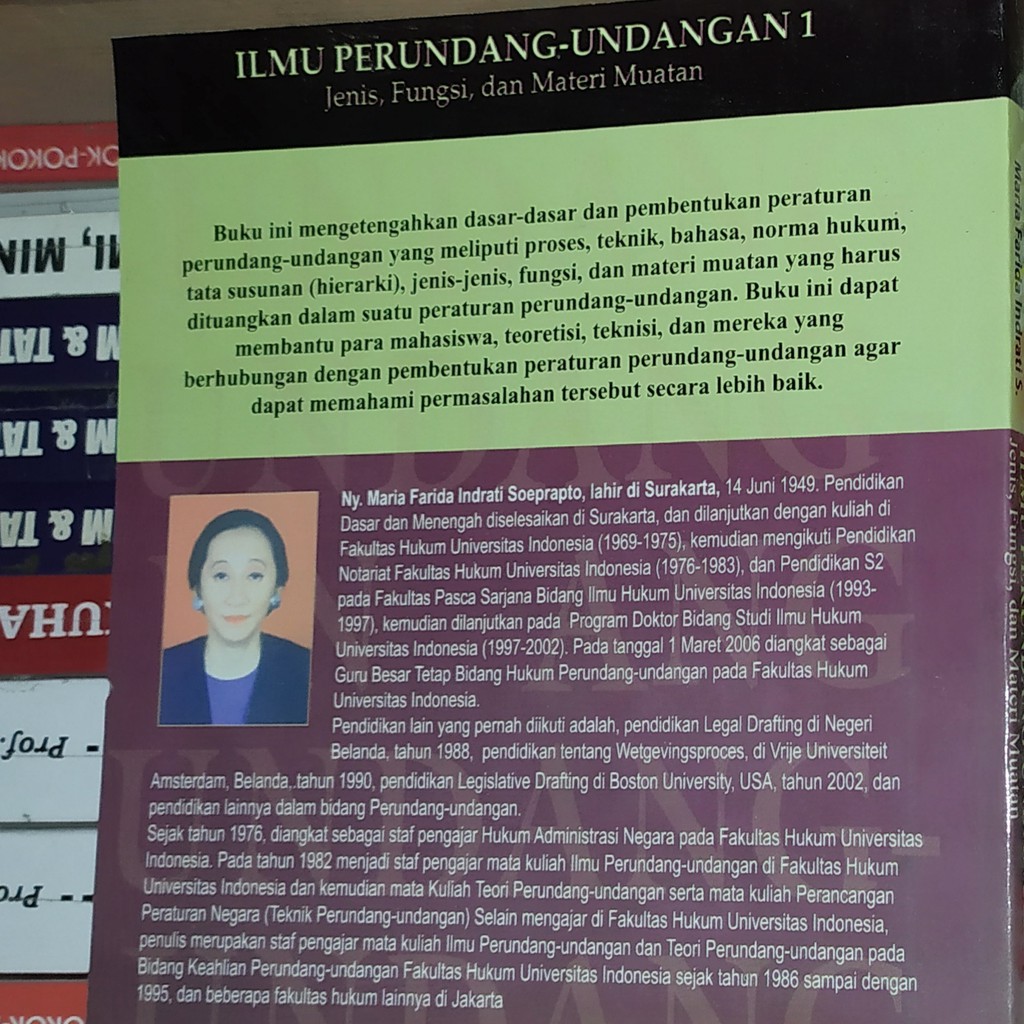 ILMU PERUNDANG-UNDANGAN 1
Jenis, Fungsi, dan Materi Muatan
Buku ini mengetengahkan dasar-dasar dan pembentukan peraturan
perundang-undangan yang meliputi proses, teknik, bahasa, norma hukum,
tata susunan (hierarki), jenis-jenis, fungsi, dan materi muatan yang harus
dituangkan dalam suatu peraturan perundang-undangan. Buku ini dapat
membantu para mahasiswa, teoretisi, teknisi, dan mereka yang
berhubungan dengan pembentukan peraturan perundang-undangan agar
dapat memahami permasalahan tersebut secara lebih baik.
Ny. Maria Farida Indrati Soeprapto, lahir di Surakarta, 14 Juni 1949. Pendidikan
Dasar dan Menengah diselesaikan di Surakarta, dan dilanjutkan dengan kuliah di
Fakultas Hukum Universitas Indonesia (1969-1975), kemudian mengikuti Pendidikan
Notariat Fakultas Hukum Universitas Indonesia (1976-1983), dan Pendidikan S2
pada Fakultas Pasca Sarjana Bidang Ilmu Hukum Universitas Indonesia (1993-
1997), kemudian dilanjutkan pada Program Doktor Bidang Studi Ilmu Hukum
Universitas Indonesia (1997-2002). Pada tanggal 1 Maret 2006 diangkat sebagai
Guru Besar Tetap Bidang Hukum Perundang-undangan pada Fakultas Hukum
Universitas Indonesia.
Pendidikan lain yang pernah diikuti adalah, pendidikan Legal Drafting di Negeri
Belanda, tahun 1988, pendidikan tentang Wetgevingsproces, di Vrije Universiteit
Amsterdam, Belanda,.tahun 1990, pendidikan Legislative Drafting di Boston University, USA, tahun 2002, dan
pendidikan lainnya dalam bidang Perundang-undangan.
Sejak tahun 1976, diangkat sebagai staf pengajar Hukum Administrasi Negara pada Fakultas Hukum Universitas
Indonesia. Pada tahun 1982 menjadi staf pengajar mata kuliah Ilmu Perundang-undangan di Fakultas Hukum
Universitas Indonesia dan kemudian mata Kuliah Teori Perundang-undangan serta mata kuliah Perancangan
Peraturan Negara (Teknik Perundang-undangan) Selain mengajar di Fakultas Hukum Universitas Indonesia,
penulis merupakan staf pengajar mata kuliah Ilmu Perundang-undangan dan Teori Perundang-undangan pada
Bidang Keahlian Perundang-undangan Fakultas Hukum Universitas Indonesia sejak tahun 1986 sampai dengan
1995, dan beberapa fakultas hukum lainnya di Jakarta
Maria Farida Indrati S.
Jenis, Fungsi, dan Materi Muatan
OK-POKOK
II, MIN
M & TAT
M & TA
M & TA
KUHA
- Prof.
- - Pro